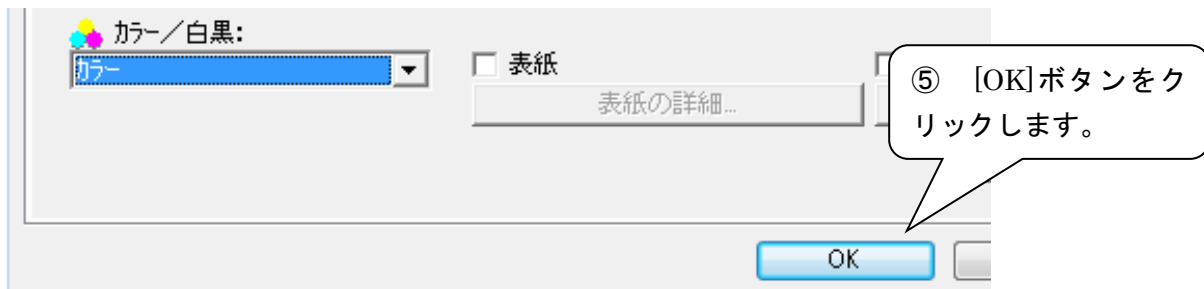 カラー／白黒:
カラー
表紙
表紙の詳細...
⑤ [OK]ボタンをク
リックします。
OK